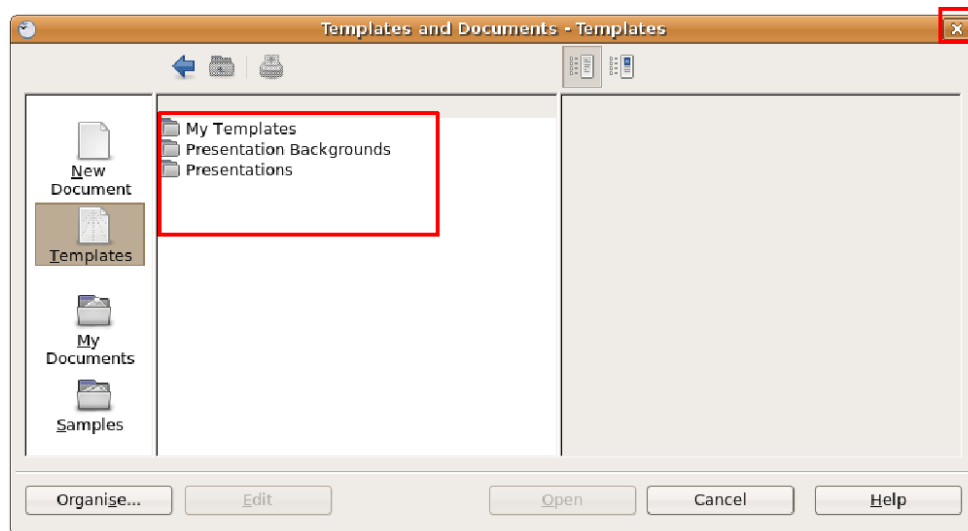 Templates and Documents - Templates
My Templates
Presentation Backgrounds
Presentations
New
Document
Templates
My
Documents
Samples
Organise...
Edit
Open
Cancel
Help